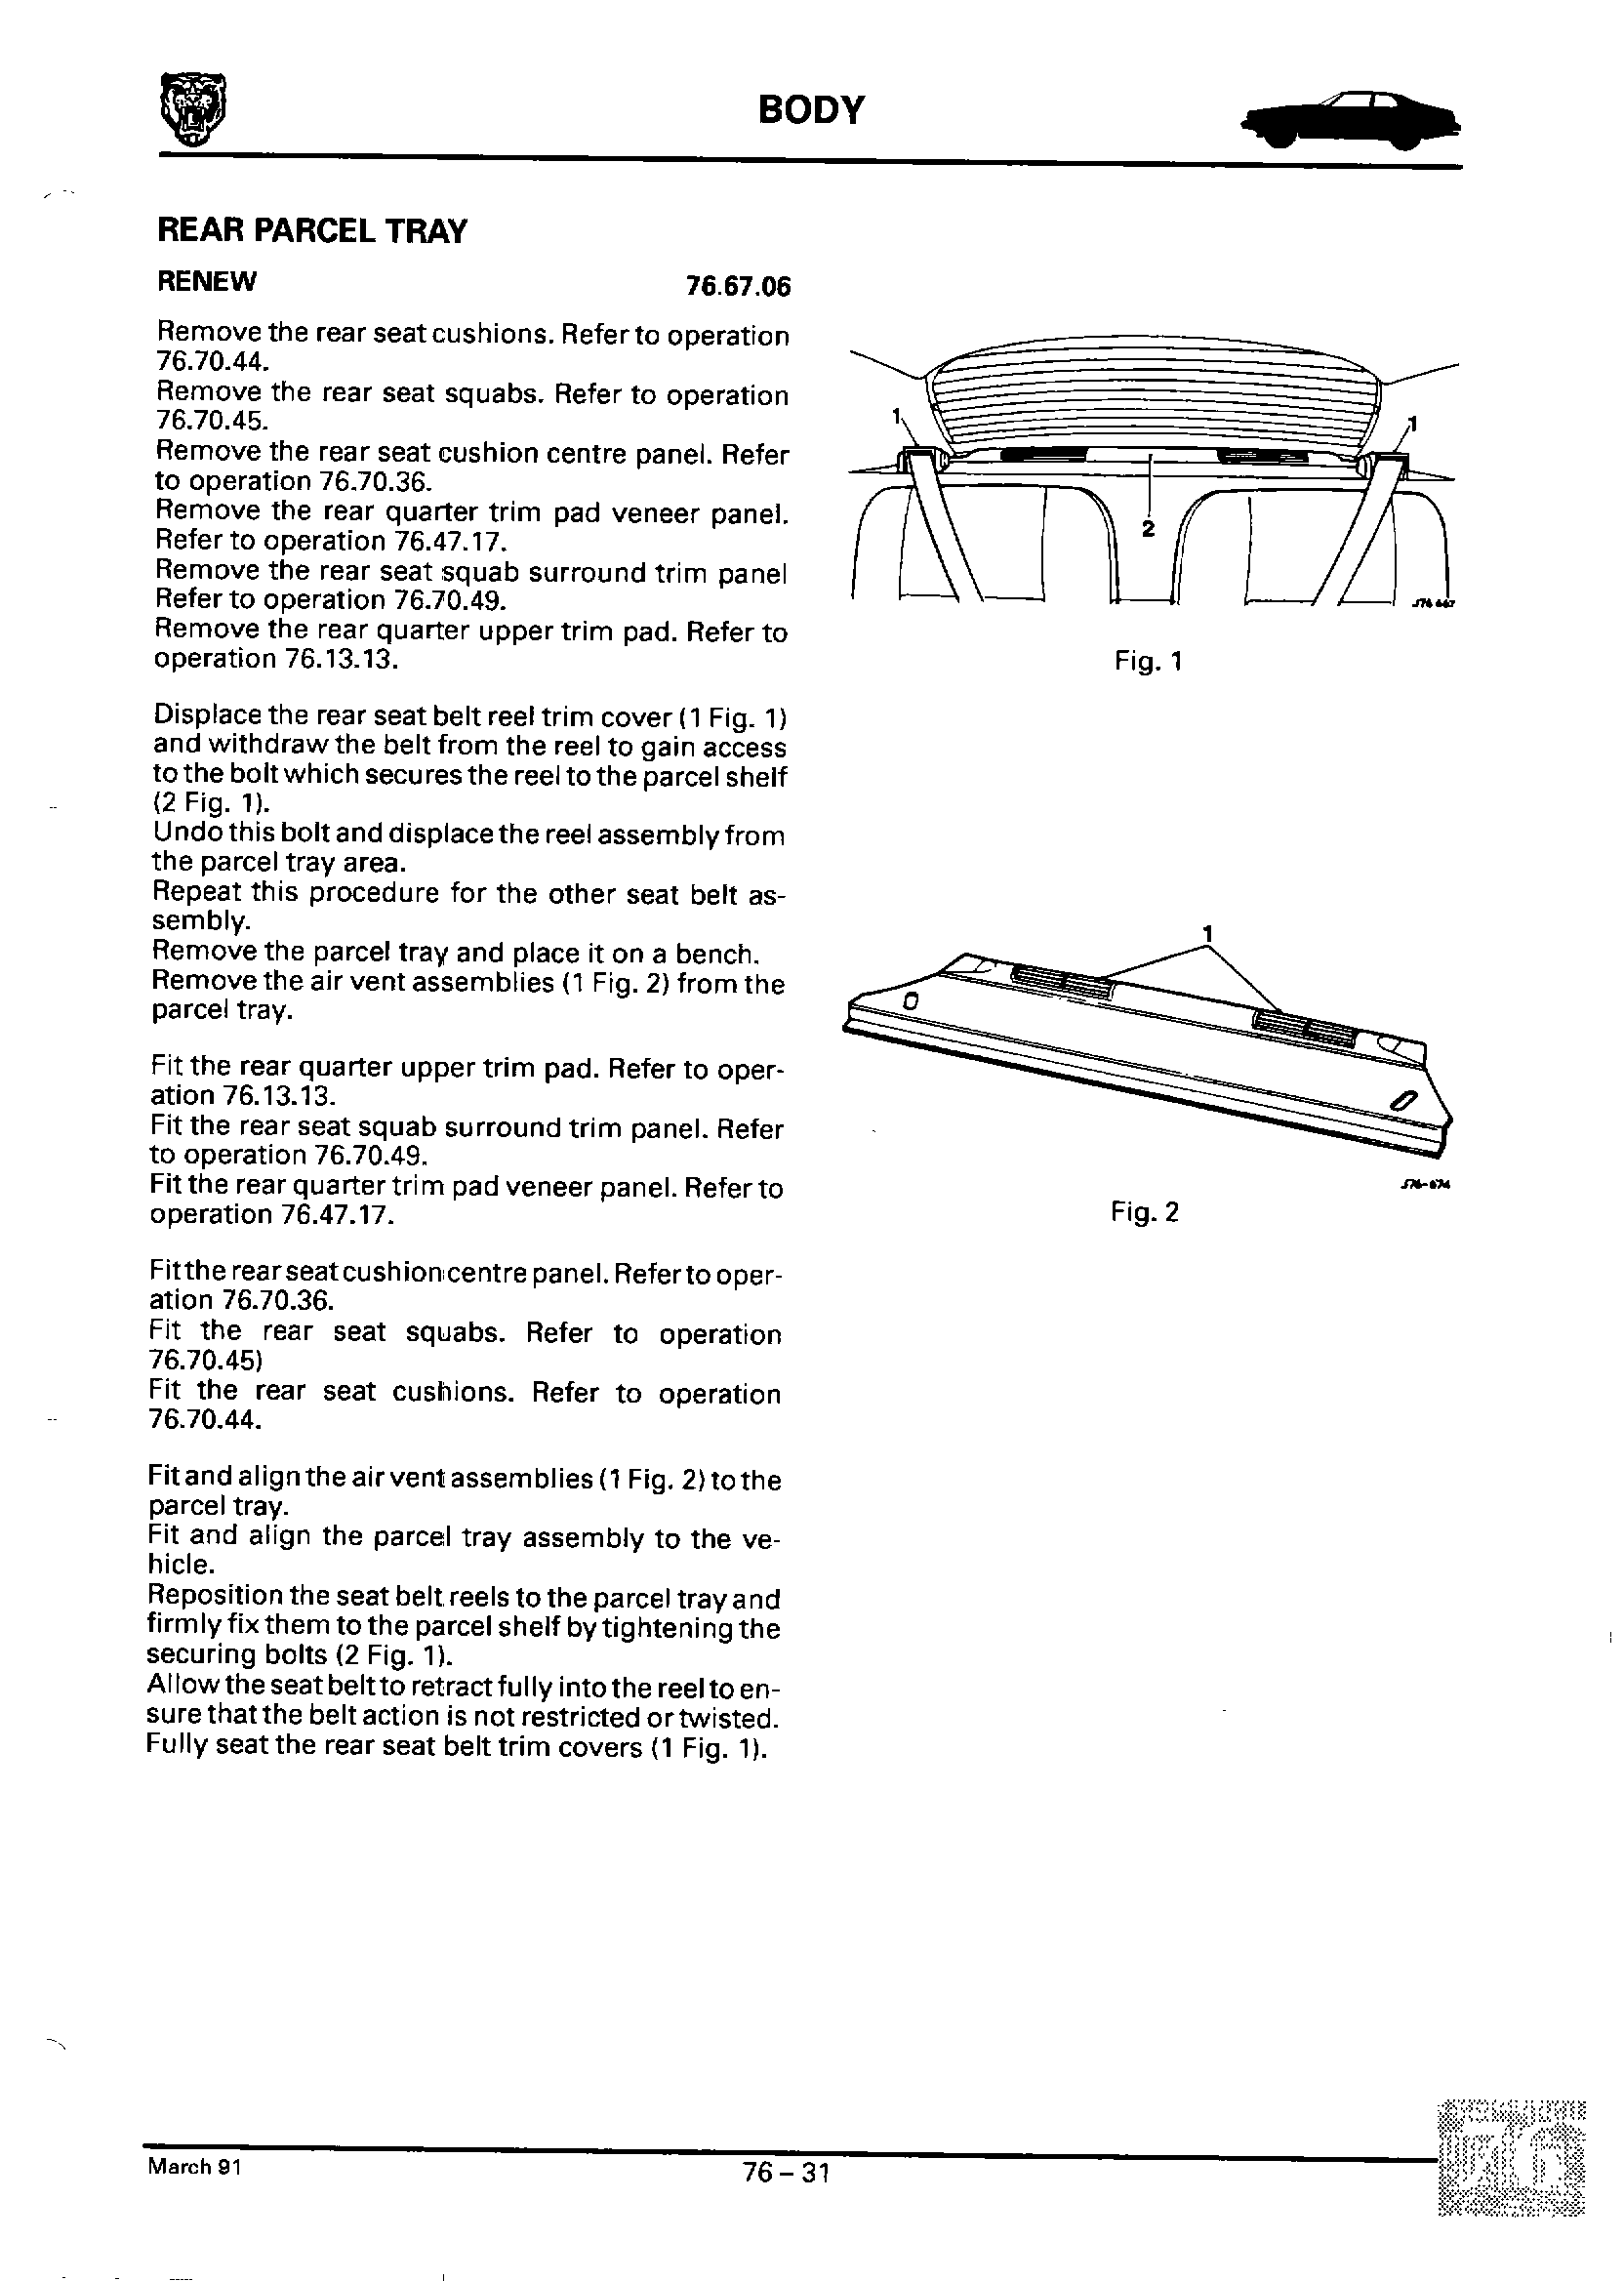 BODY
REAR PARCEL TRAY
RENEW 76.67.06
Remove the rear seat cushions. Refer to operation
76.70.44.
Remove the rear seat squabs. Refer to operation
76.70.45.
Remove the rear seat cushion centre panel. Refer
to operation 76.70.36.
Remove the rear quarter trim pad veneer panel.
Refer to operation 76.47.17.
Remove the rear seat squab surround trim panel
Refer to operation 76.70.49.
Remove the rear quarter upper trim pad. Refer to
operation 76.13.13.
Displace the rear seat belt reel trim cover (1 Fig. 1)
and withdraw the belt from the reel to gain access
to the bolt which secures the reel to the parcel shelf
(2 Fig. 1).
Undo this bolt and displace the reel assembly from
the parcel tray area.
Repeat this procedure for the other seat belt as-
sembly.
Remove the parcel tray and place it on a bench.
Remove the air vent assemblies (1 Fig. 2) from the
parcel tray.
Fit the rear quarter upper trim pad. Refer to oper-
ation 76.13.13.
Fit the rear seat squab surround trim panel. Refer
to operation 76.70.49.
Fit the rear quarter trim pad veneer panel. Refer to
operation 76.47.17.
Fit the rear seat cushion centre panel. Refer to oper-
ation 76.70.36.
Fit the rear seat squabs. Refer to operation
76.70.45)
Fit the rear seat cushions. Refer to operation
76.70.44.
Fit and align the air vent assemblies (1 Fig. 2) to the
parcel tray.
Fit and align the parcel tray assembly to the ve-
hicle.
Reposition the seat belt reels to the parcel tray and
firmly fix them to the parcel shelf by tightening the
securing bolts (2 Fig. 1).
Allow the seat belt to retract fully into the reel to en-
sure that the belt action is not restricted or twisted.
Fully seat the rear seat belt trim covers (1 Fig. 1).
1
1
2
J76 667
Fig. 1
1
J76-674
Fig. 2
March 91
76 – 31
76